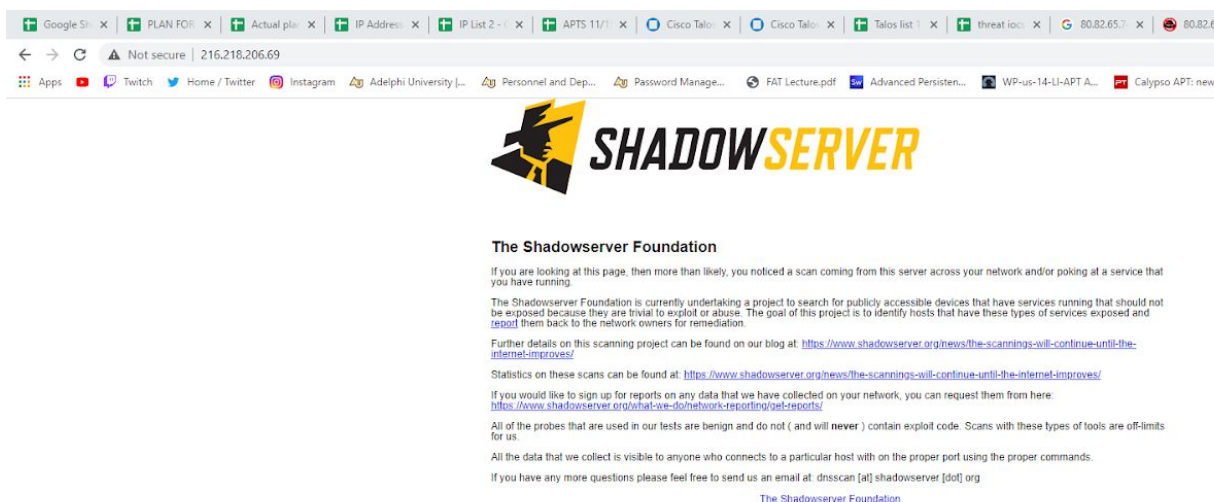 Google Sh
PLAN FOR
Actual plan
IP Address
IP List 2 -
APTS 11/1
Cisco Talos
Cisco Talos
Talos list 1
threat iocs
80.82.65.7
80.82.6
Not secure | 216.218.206.69
Apps
Twitch
Home / Twitter
Instagram
Adelphi University |...
Personnel and Dep...
Password Manage...
FAT Lecture.pdf
Advanced Persisten...
WP-us-14-LI-APT A...
Calypso APT: new
SHADOWSERVER
The Shadowserver Foundation
If you are looking at this page, then more than likely, you noticed a scan coming from this server across your network and/or poking at a service that
you have running.
The Shadowserver Foundation is currently undertaking a project to search for publicly accessible devices that have services running that should not
be exposed because they are trivial to exploit or abuse. The goal of this project is to identify hosts that have these types of services exposed and
report them back to the network owners for remediation.
Further details on this scanning project can be found on our blog at: https://www.shadowserver.org/news/the-scannings-will-continue-until-the-
internet-improves/
Statistics on these scans can be found at: https://www.shadowserver.org/news/the-scannings-will-continue-until-the-internet-improves/
If you would like to sign up for reports on any data that we have collected on your network, you can request them from here:
https://www.shadowserver.org/what-we-do/network-reporting/get-reports/
All of the probes that are used in our tests are benign and do not ( and will never ) contain exploit code. Scans with these types of tools are off-limits
for us.
All the data that we collect is visible to anyone who connects to a particular host with on the proper port using the proper commands.
If you have any more questions please feel free to send us an email at: dnsscan [at] shadowserver [dot] org
The Shadowserver Foundation